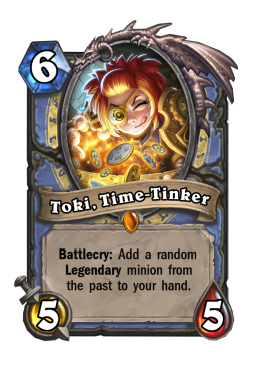 6
Toki, Time-Tinker
Battlecry: Add a random
Legendary minion from
the past to your hand.
5
5